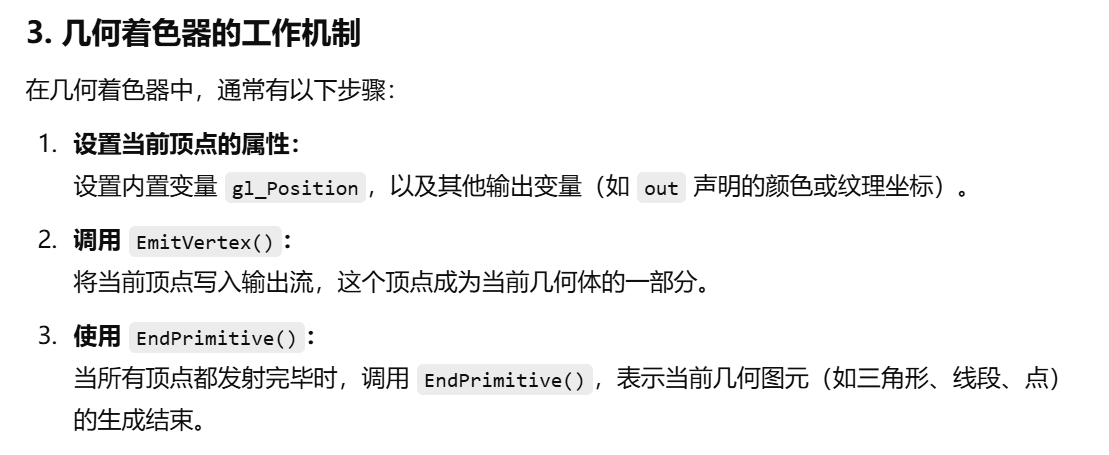 3. 几何着色器的工作机制
在几何着色器中，通常有以下步骤：
1. 设置当前顶点的属性：
设置内置变量 gl_Position，以及其他输出变量（如 out 声明的颜色或纹理坐标）。
2. 调用 EmitVertex()：
将当前顶点写入输出流，这个顶点成为当前几何体的一部分。
3. 使用 EndPrimitive()：
当所有顶点都发射完毕时，调用 EndPrimitive()，表示当前几何图元（如三角形、线段、点）
的生成结束。